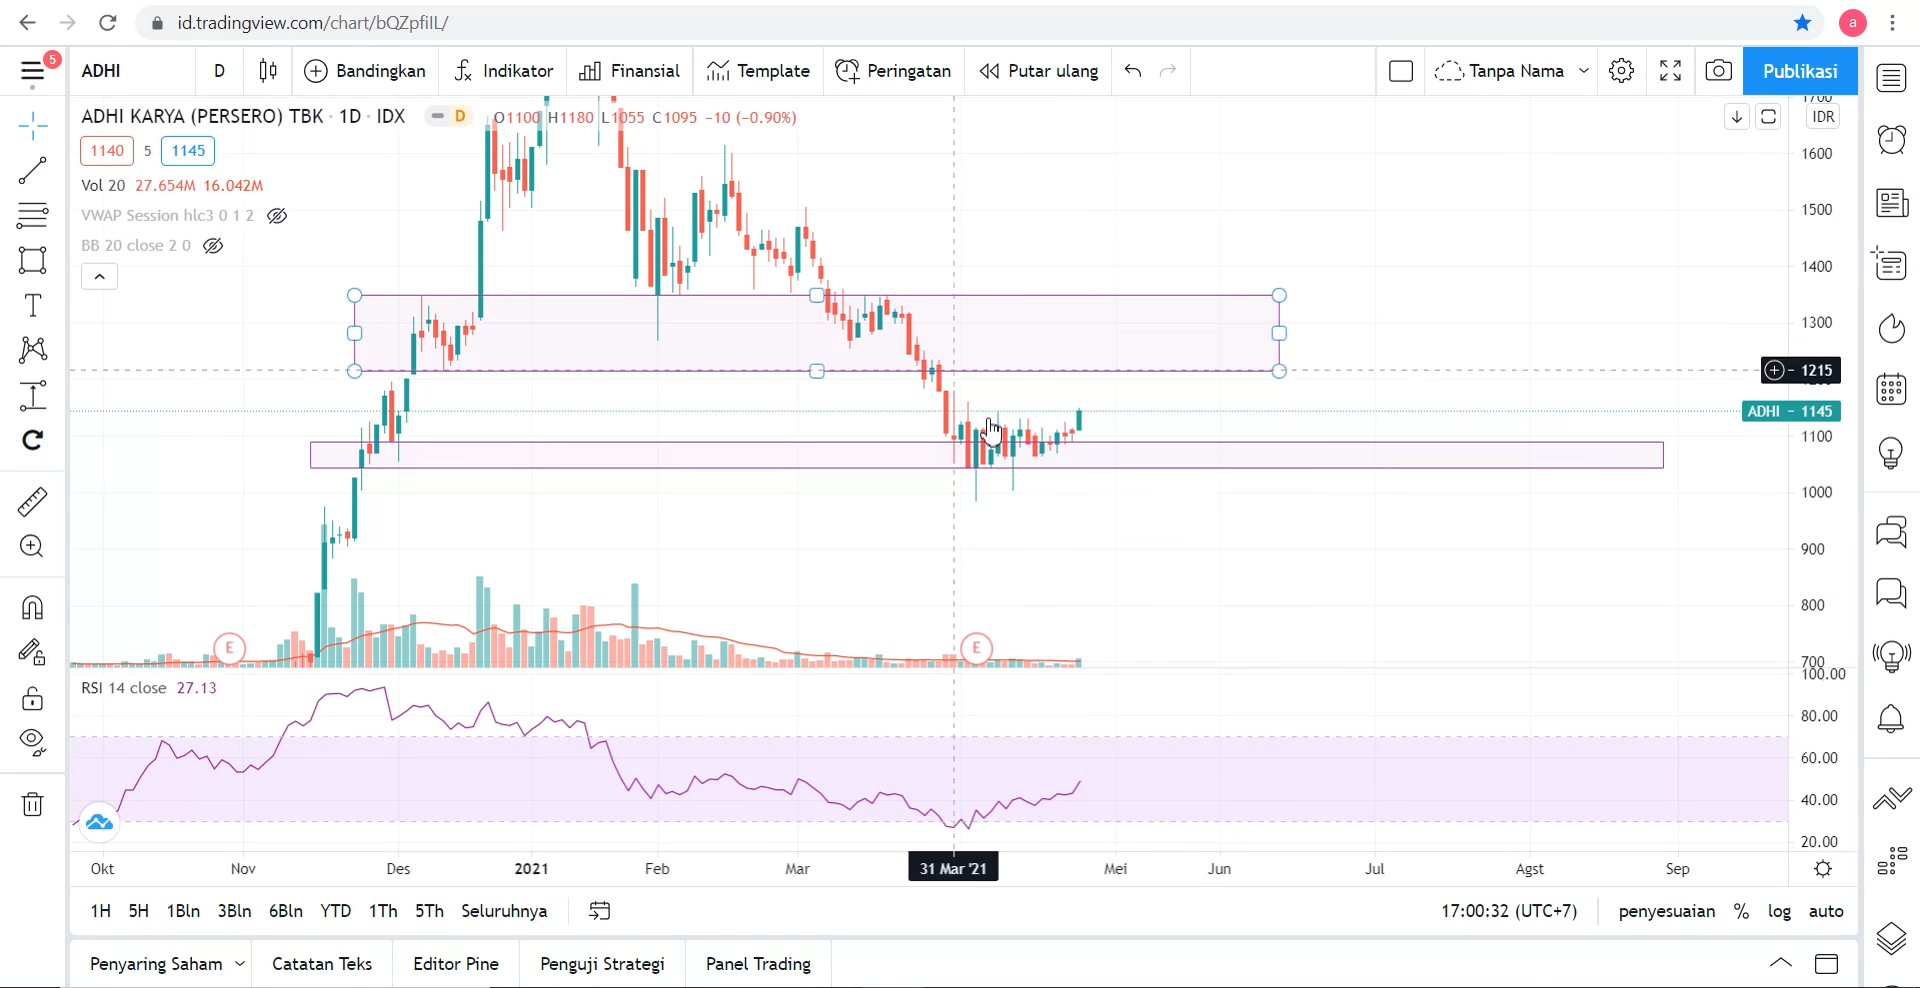 id.tradingview.com/chart/bQZpfiIL/
a
5
ADHI
D
Bandingkan
Indikator
Finansial
Template
Peringatan
Putar ulang
Tanpa Nama
Publikasi
ADHI KARYA (PERSERO) TBK · 1D · IDX
D
O1100 H1180 L1055 C1095 −10 (−0.90%)
IDR
1140 5 1145
Vol 20 27.654M 16.042M
VWAP Session hlc3 0 1 2
BB 20 close 2 0
1700
1600
1500
1400
1300
1215
ADHI 1145
1100
1000
900
800
700
E
E
RSI 14 close 27.13
100.00
80.00
60.00
40.00
20.00
Okt Nov Des 2021 Feb Mar 31 Mar '21 Mei Jun Jul Agst Sep
1H 5H 1Bln 3Bln 6Bln YTD 1Th 5Th Seluruhnya
17:00:32 (UTC+7) penyesuaian % log auto
Penyaring Saham
Catatan Teks
Editor Pine
Penguji Strategi
Panel Trading